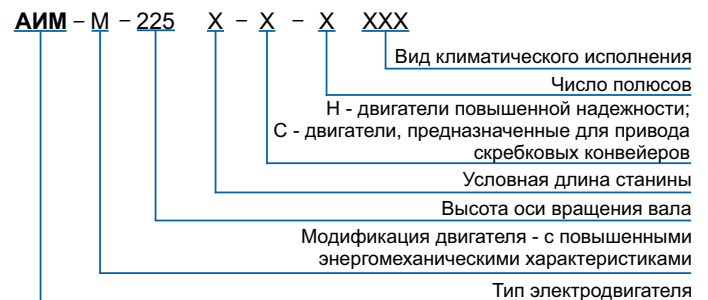 АИМ – М – 225 Х – Х – Х ХХХ
Вид климатического исполнения
Число полюсов
Н - двигатели повышенной надежности;
С - двигатели, предназначенные для привода
скребковых конвейеров
Условная длина станины
Высота оси вращения вала
Модификация двигателя - с повышенными
энергомеханическими характеристиками
Тип электродвигателя